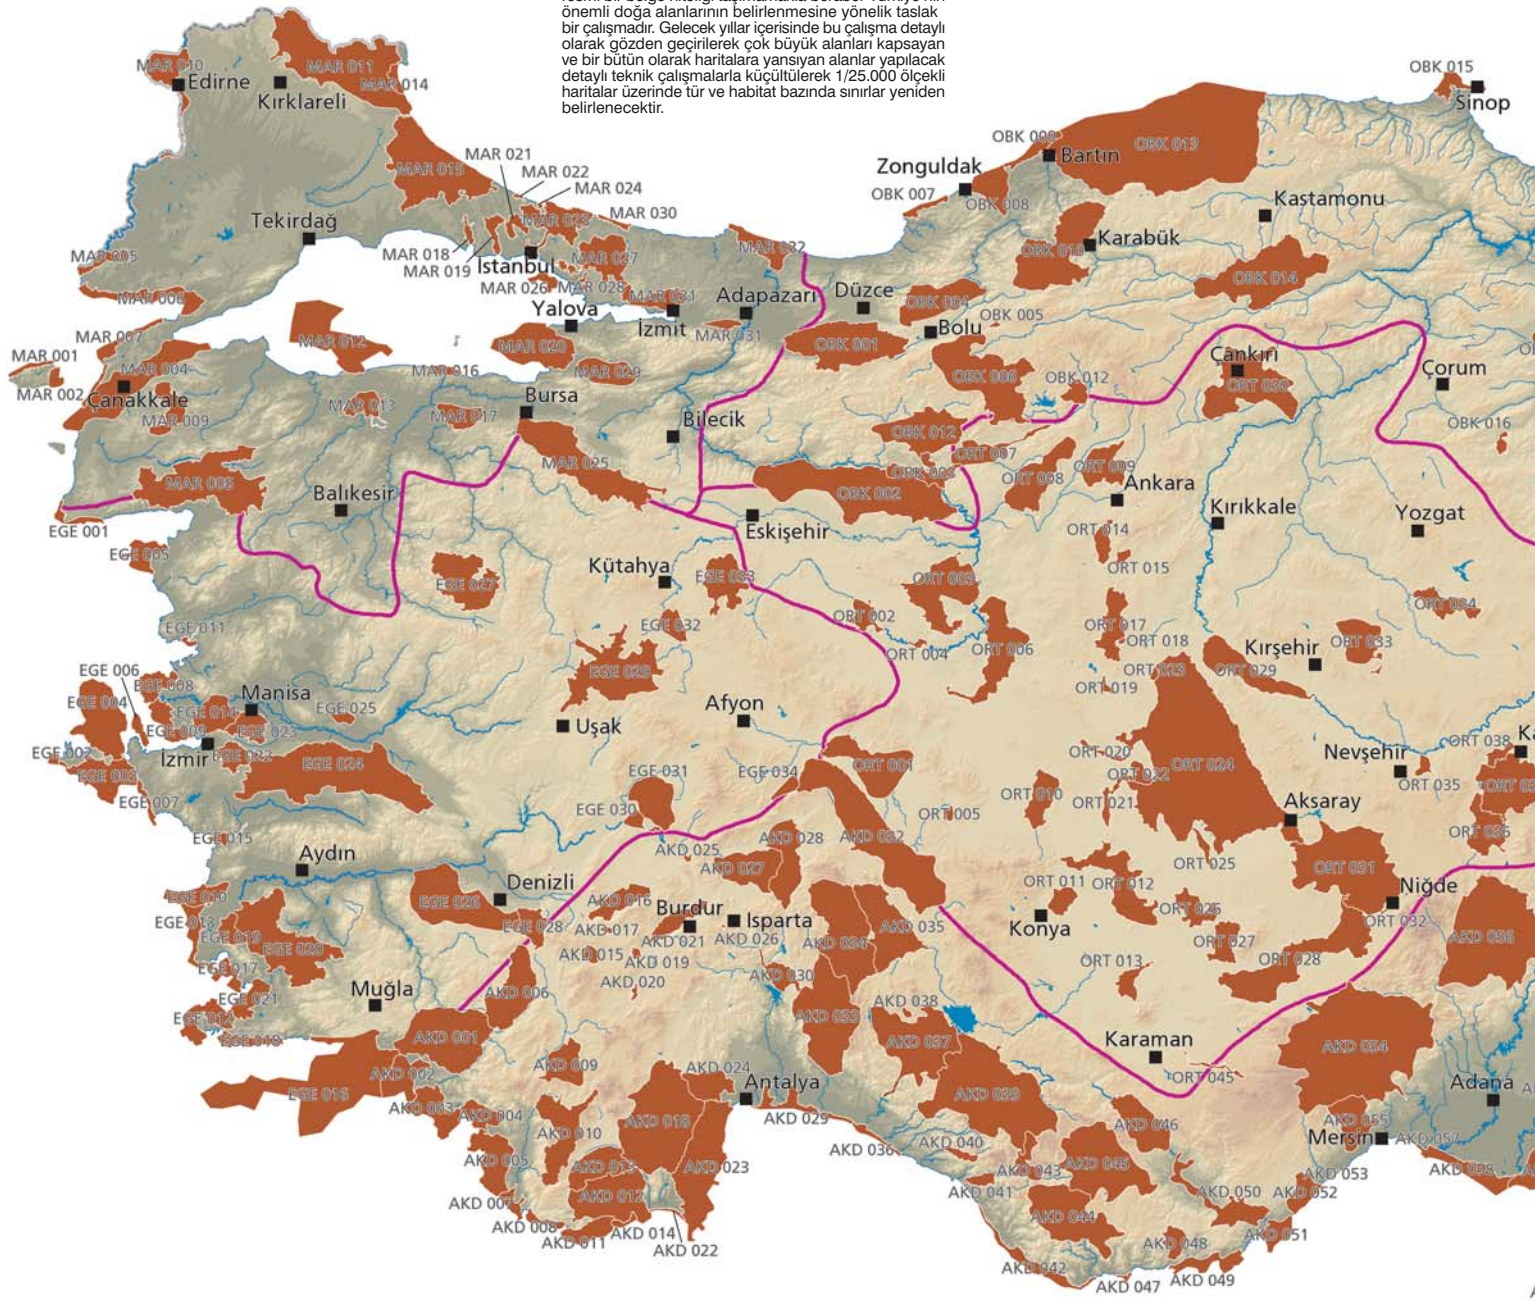 önemli doğa alanlarının belirlenmesine yönelik taslak
bir çalışmadır. Gelecek yıllar içerisinde bu çalışma detaylı
olarak gözden geçirilerek çok büyük alanları kapsayan
ve bir bütün olarak haritalara yansıyan alanlar yapılacak
detaylı teknik çalışmalarla küçültülerek 1/25.000 ölçekli
haritalar üzerinde tür ve habitat bazında sınırlar yeniden
belirlenecektir.
MAR 010
Edirne
Kırklareli
MAR 011
MAR 014
MAR 015
MAR 021
MAR 022
MAR 024
MAR 023
MAR 030
Tekirdağ
MAR 018
MAR 019
İstanbul
MAR 026
MAR 027
MAR 028
MAR 031
MAR 032
MAR 005
MAR 006
MAR 007
MAR 001
MAR 002
MAR 004
Çanakkale
MAR 009
MAR 012
MAR 013
MAR 016
MAR 017
MAR 020
Yalova
İzmit
Adapazarı
MAR 031
MAR 029
Bursa
Bilecik
MAR 025
MAR 008
Balıkesir
OBK 015
Sinop
OBK 009
Bartın
OBK 013
Zonguldak
OBK 007
OBK 008
Kastamonu
OBK 010
Karabük
OBK 014
Düzce
OBK 004
OBK 005
Bolu
OBK 001
OBK 006
OBK 012
Çankırı
ORT 030
Çorum
OBK 016
OBK 012
OBK 003
OBK 002
ORT 007
ORT 008
ORT 009
Ankara
Kırıkkale
Yozgat
Eskişehir
ORT 014
ORT 015
EGE 001
EGE 005
EGE 027
Kütahya
EGE 033
EGE 032
EGE 011
ORT 002
ORT 003
ORT 004
ORT 006
ORT 017
ORT 018
ORT 019
ORT 023
ORT 029
Kırşehir
ORT 033
ORT 034
EGE 006
EGE 004
EGE 008
EGE 014
EGE 009
Manisa
EGE 023
EGE 025
EGE 029
Uşak
Afyon
EGE 002
EGE 003
İzmir
EGE 022
EGE 024
EGE 007
EGE 015
EGE 031
EGE 030
EGE 034
ORT 001
ORT 005
ORT 010
ORT 020
ORT 022
ORT 021
ORT 024
ORT 025
Nevşehir
ORT 038
ORT 035
ORT 036
Aksaray
Aydın
Denizli
EGE 010
EGE 013
EGE 019
EGE 020
EGE 017
EGE 021
EGE 012
EGE 018
EGE 026
EGE 028
EGE 016
Muğla
AKD 025
AKD 028
AKD 027
AKD 032
AKD 016
AKD 017
AKD 015
Burdur
AKD 021
AKD 019
AKD 020
Isparta
AKD 026
AKD 030
AKD 034
AKD 035
AKD 033
AKD 038
AKD 037
ORT 011
ORT 012
Konya
ORT 026
ORT 027
ORT 028
ORT 013
ORT 031
Niğde
ORT 032
AKD 056
AKD 006
AKD 001
AKD 002
AKD 003
AKD 004
AKD 005
AKD 007
AKD 008
AKD 009
AKD 010
AKD 013
AKD 012
AKD 011
AKD 014
AKD 022
AKD 018
AKD 023
AKD 024
Antalya
AKD 029
AKD 036
AKD 039
AKD 040
AKD 041
AKD 043
AKD 045
AKD 046
AKD 044
AKD 042
AKD 047
AKD 048
AKD 049
AKD 050
AKD 051
AKD 052
AKD 053
Karaman
ORT 045
AKD 054
AKD 055
Mersin
AKD 057
AKD 058
Adana